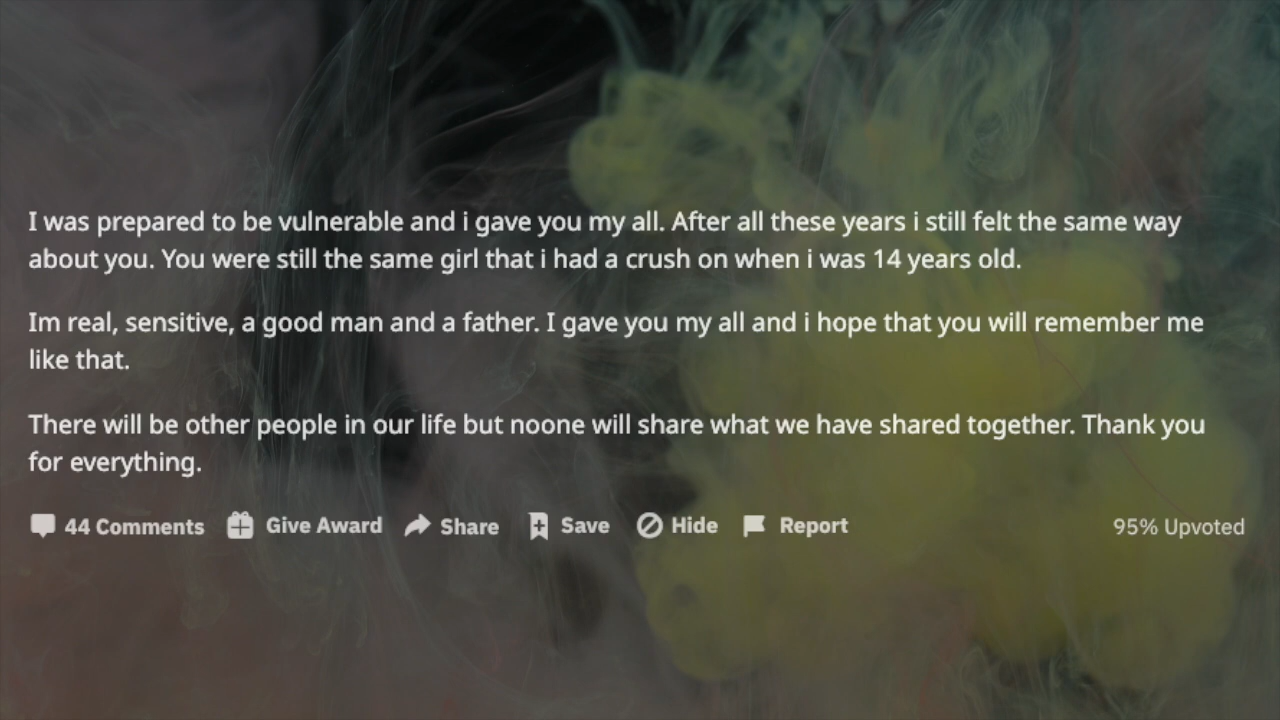 I was prepared to be vulnerable and i gave you my all. After all these years i still felt the same way
about you. You were still the same girl that i had a crush on when i was 14 years old.
Im real, sensitive, a good man and a father. I gave you my all and i hope that you will remember me
like that.
There will be other people in our life but noone will share what we have shared together. Thank you
for everything.
44 Comments Give Award Share Save Hide Report 95% Upvoted